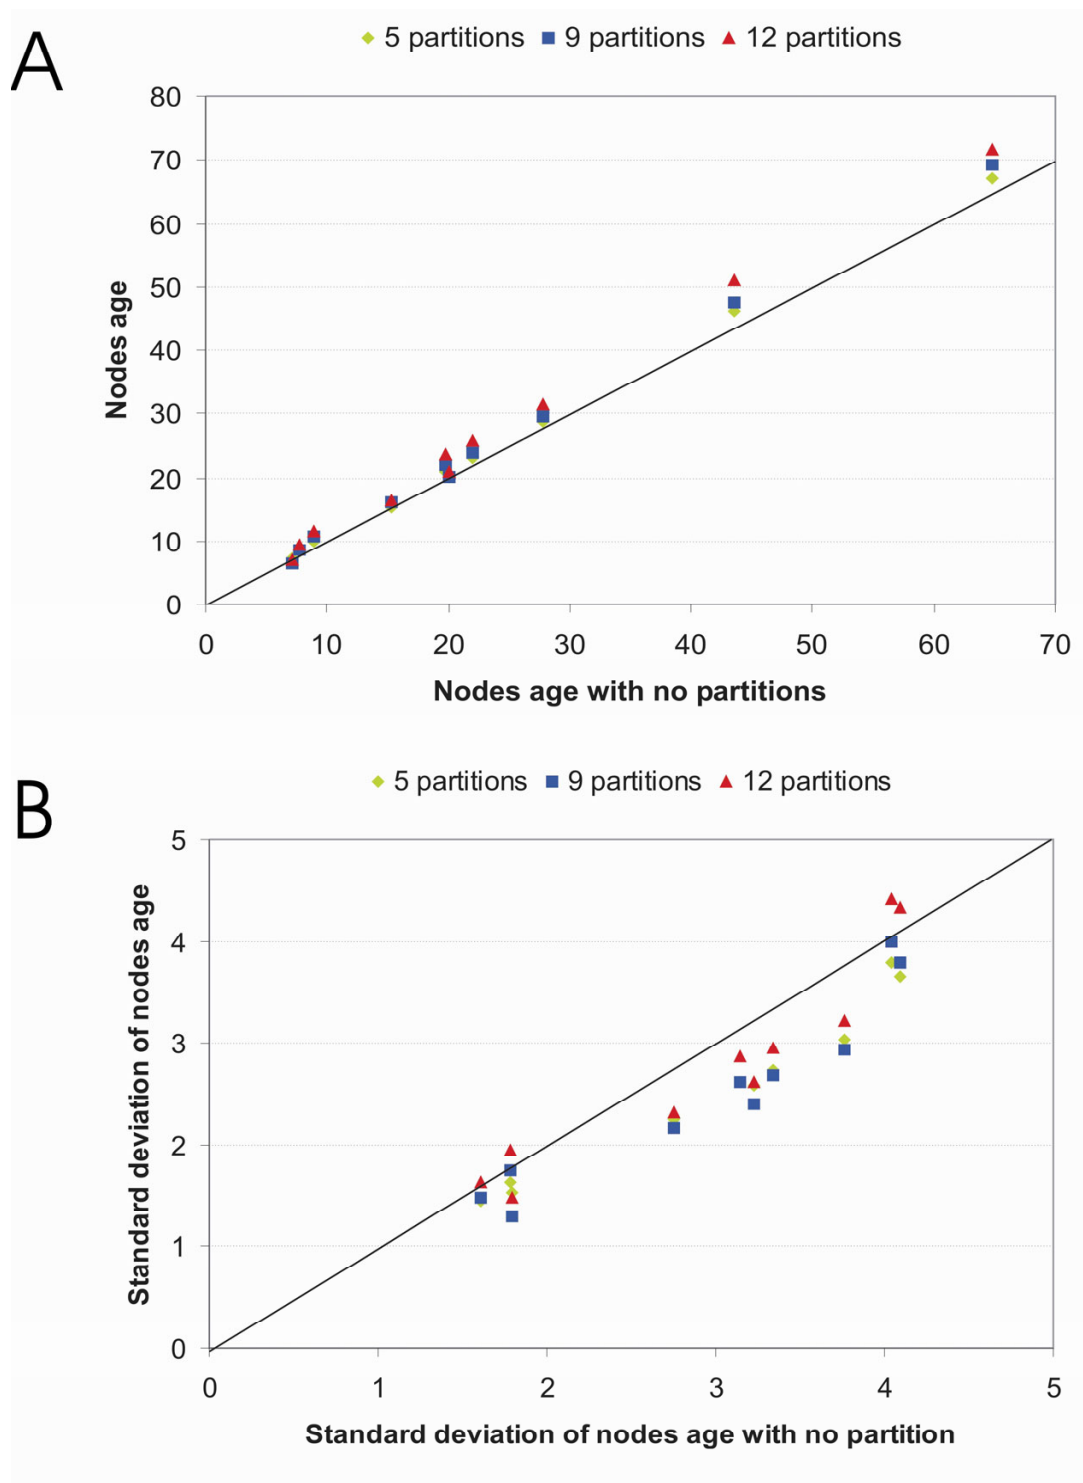 A
5 partitions 9 partitions 12 partitions
80
70
60
50
40
30
20
10
0
Nodes age
0 10 20 30 40 50 60 70
Nodes age with no partitions
B
5 partitions 9 partitions 12 partitions
5
4
3
2
1
0
Standard deviation of nodes age
0 1 2 3 4 5
Standard deviation of nodes age with no partition